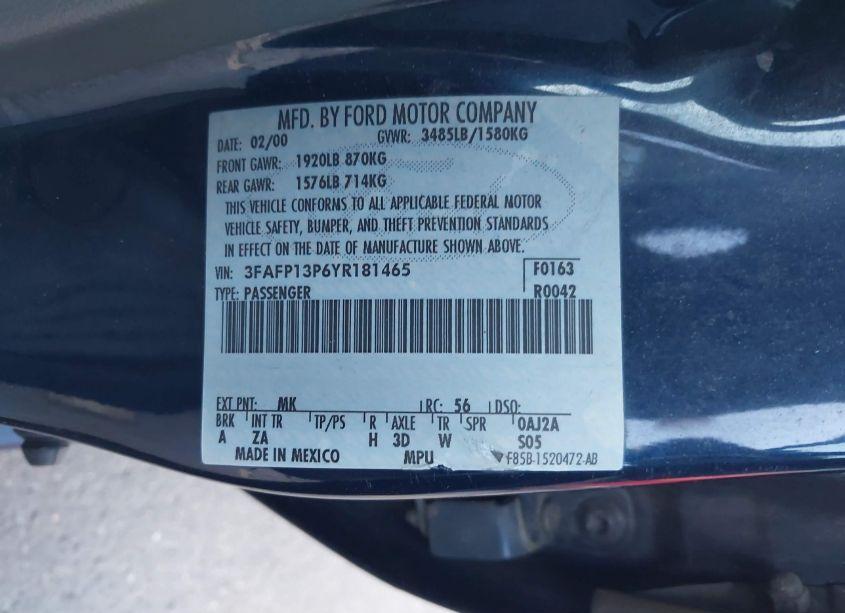 MFD. BY FORD MOTOR COMPANY
DATE: 02/00 GVWR: 3485LB/1580KG
FRONT GAWR: 1920LB 870KG
REAR GAWR: 1576LB 714KG
THIS VEHICLE CONFORMS TO ALL APPLICABLE FEDERAL MOTOR
VEHICLE SAFETY, BUMPER, AND THEFT PREVENTION STANDARDS
IN EFFECT ON THE DATE OF MANUFACTURE SHOWN ABOVE.
VIN: 3FAFP13P6YR181465 F0163
TYPE: PASSENGER R0042
EXT PNT: MK RC: 56 DSO:
BRK INT TR TP/PS R AXLE TR SPR 0AJ2A
A ZA H 3D W S05
MADE IN MEXICO MPU F85B-1520472-AB